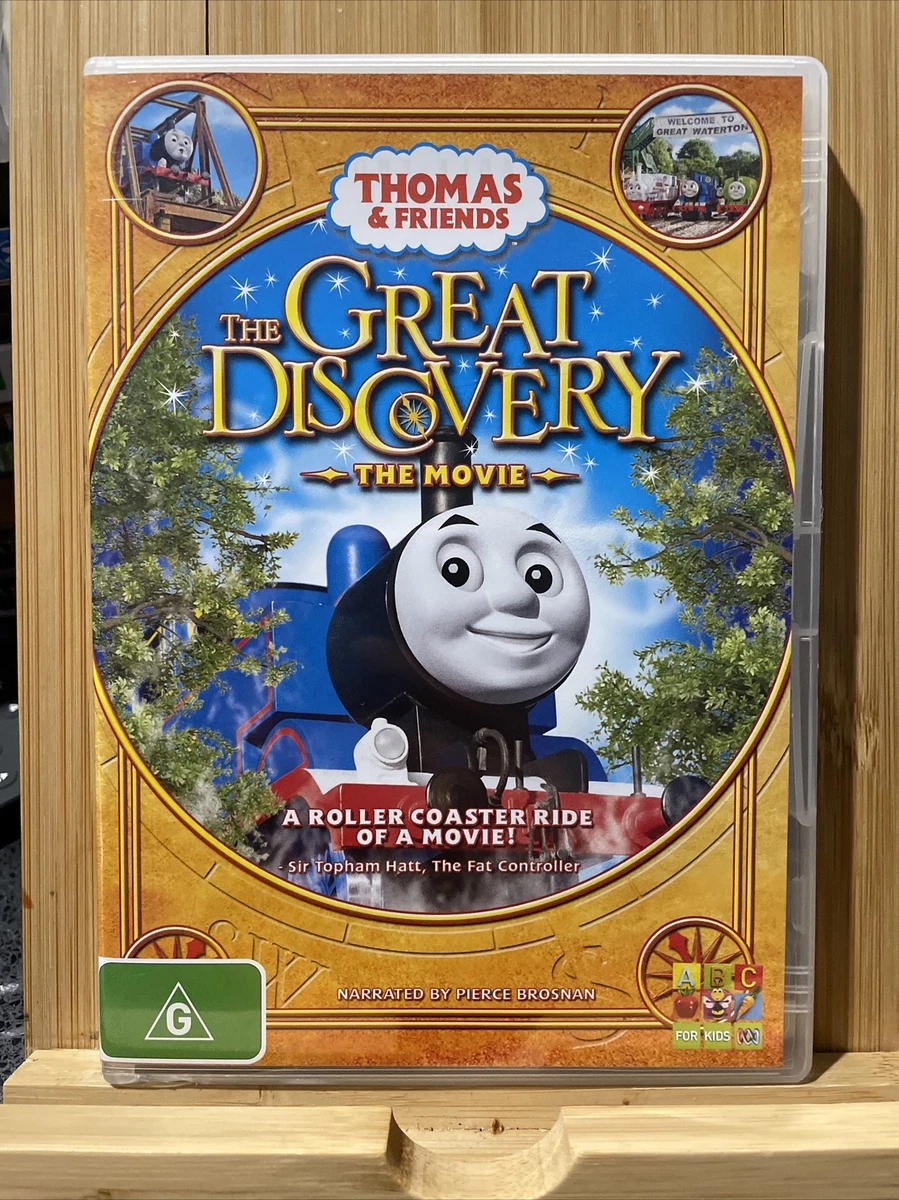 WELCOME TO
GREAT WATERTON
THOMAS
& FRIENDS
THE GREAT
DISCOVERY
THE MOVIE
A ROLLER COASTER RIDE
OF A MOVIE!
- Sir Topham Hatt, The Fat Controller
SW
S
NARRATED BY PIERCE BROSNAN
G
ABC
FOR KIDS